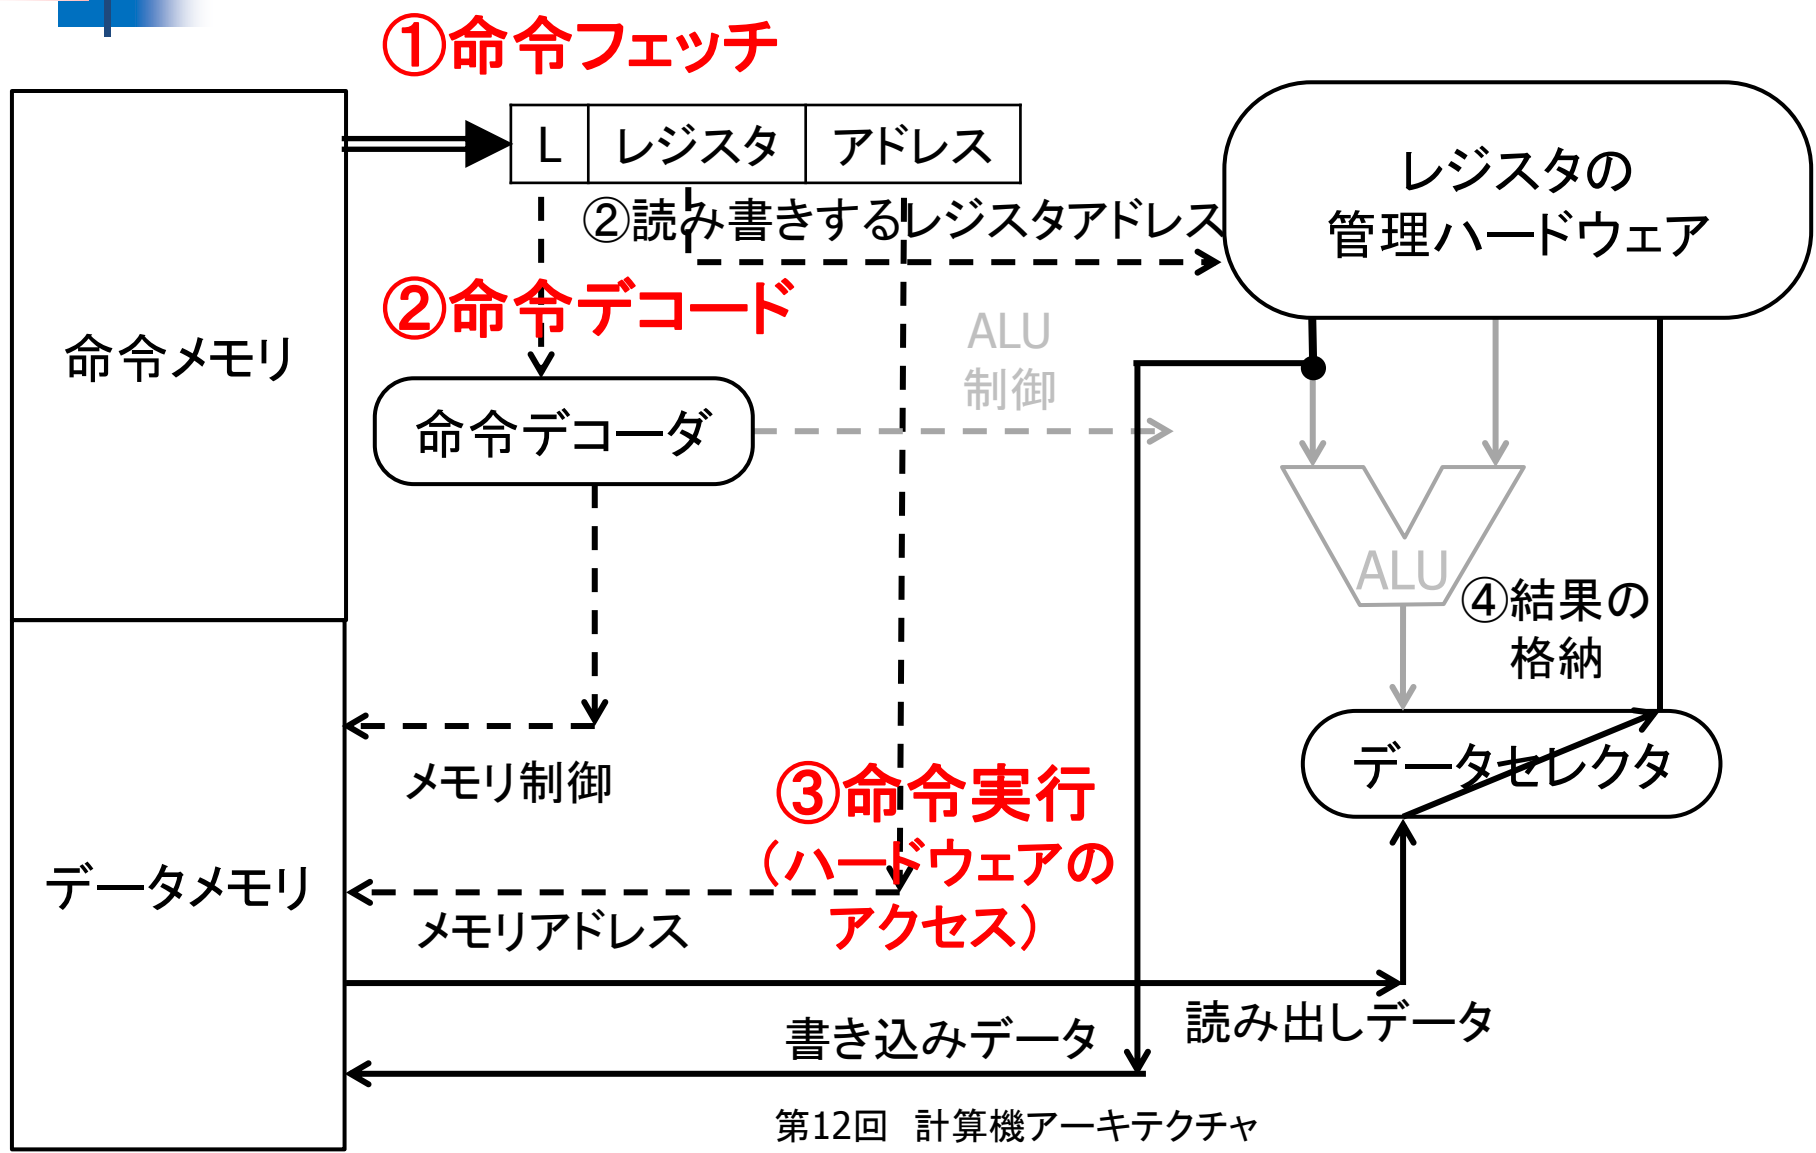 ①命令フェッチ
L レジスタ アドレス
レジスタの
管理ハードウェア
②読み書きするレジスタアドレス
②命令デコード
ALU
制御
命令メモリ
命令デコーダ
ALU
④結果の
格納
メモリ制御
データセレクタ
③命令実行
（ハードウェアの
アクセス）
データメモリ
メモリアドレス
読み出しデータ
書き込みデータ
第12回 計算機アーキテクチャ